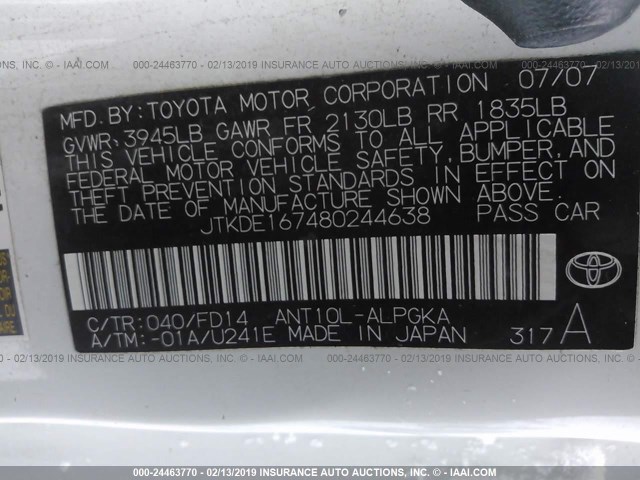 000-24463770 - 02/13/2019 INSURANCE AUTO AUCTIONS - © IAAI.COM
MFD. BY: TOYOTA MOTOR CORPORATION 07/07
GVWR 3945LB GAWR FR 2130LB RR 1835LB
THIS VEHICLE CONFORMS TO ALL APPLICABLE
FEDERAL MOTOR VEHICLE SAFETY, BUMPER, AND
THEFT PREVENTION STANDARDS IN EFFECT ON
THE DATE OF MANUFACTURE SHOWN ABOVE.
JTKDE167480244638 PASS CAR
C/TR: 040/FD14 ANT10L-ALPGKA
A/TM: -01A/U241E MADE IN JAPAN 317 A
DU
AIRE
000-24463770 - 02/13/2019 INSURANCE AUTO AUCTIONS - © IAAI.COM
000-24463770 - 02/13/2019 INSURANCE AUTO AUCTIONS - © IAAI.COM